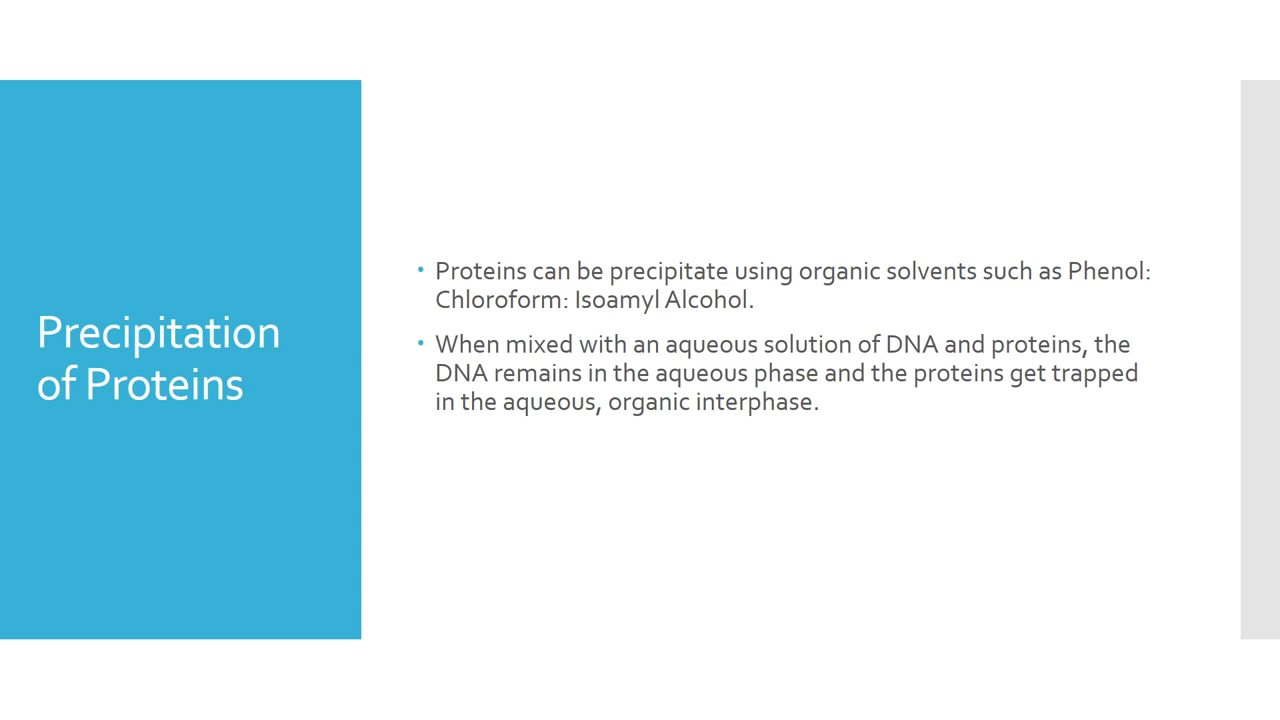 Precipitation
of Proteins
• Proteins can be precipitate using organic solvents such as Phenol:
Chloroform: Isoamyl Alcohol.
• When mixed with an aqueous solution of DNA and proteins, the
DNA remains in the aqueous phase and the proteins get trapped
in the aqueous, organic interphase.